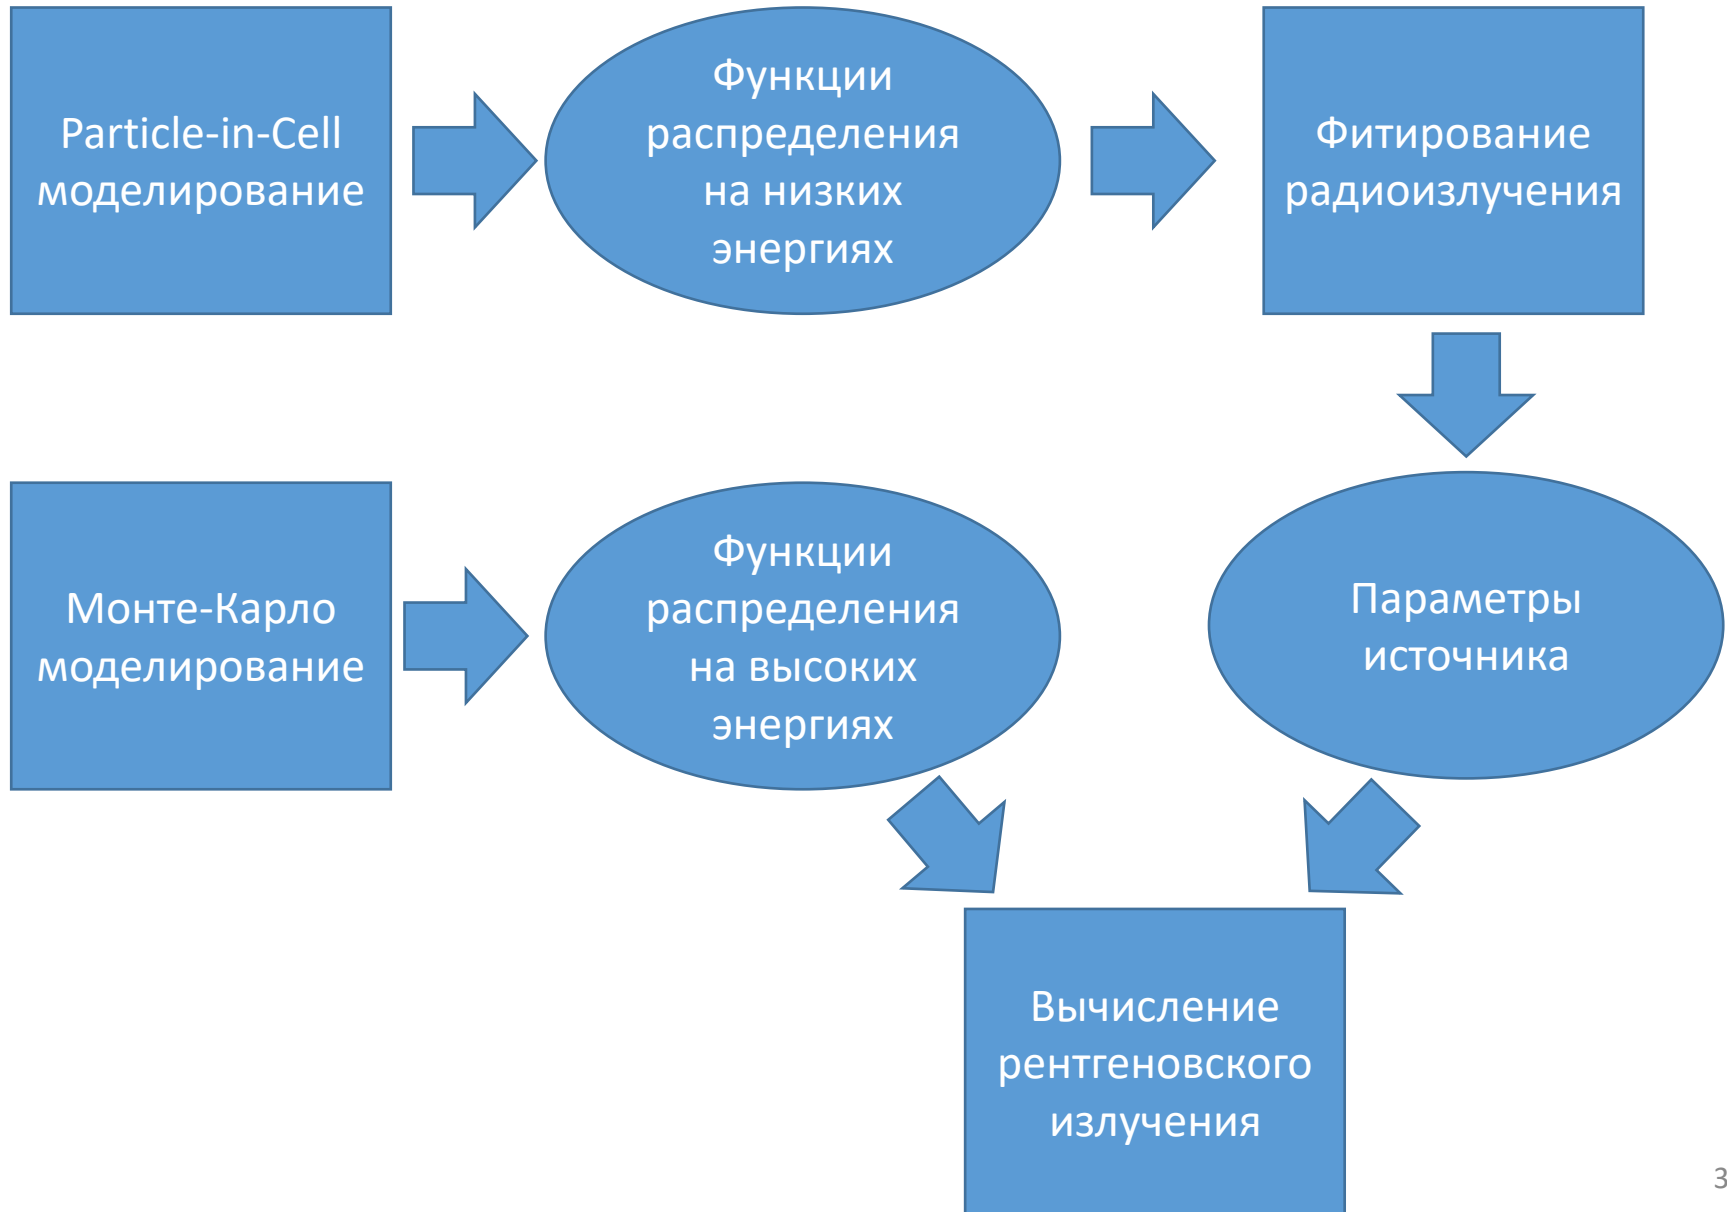 Particle-in-Cell
моделирование
Функции
распределения
на низких
энергиях
Фитирование
радиоизлучения
Монте-Карло
моделирование
Функции
распределения
на высоких
энергиях
Параметры
источника
Вычисление
рентгеновского
излучения
3